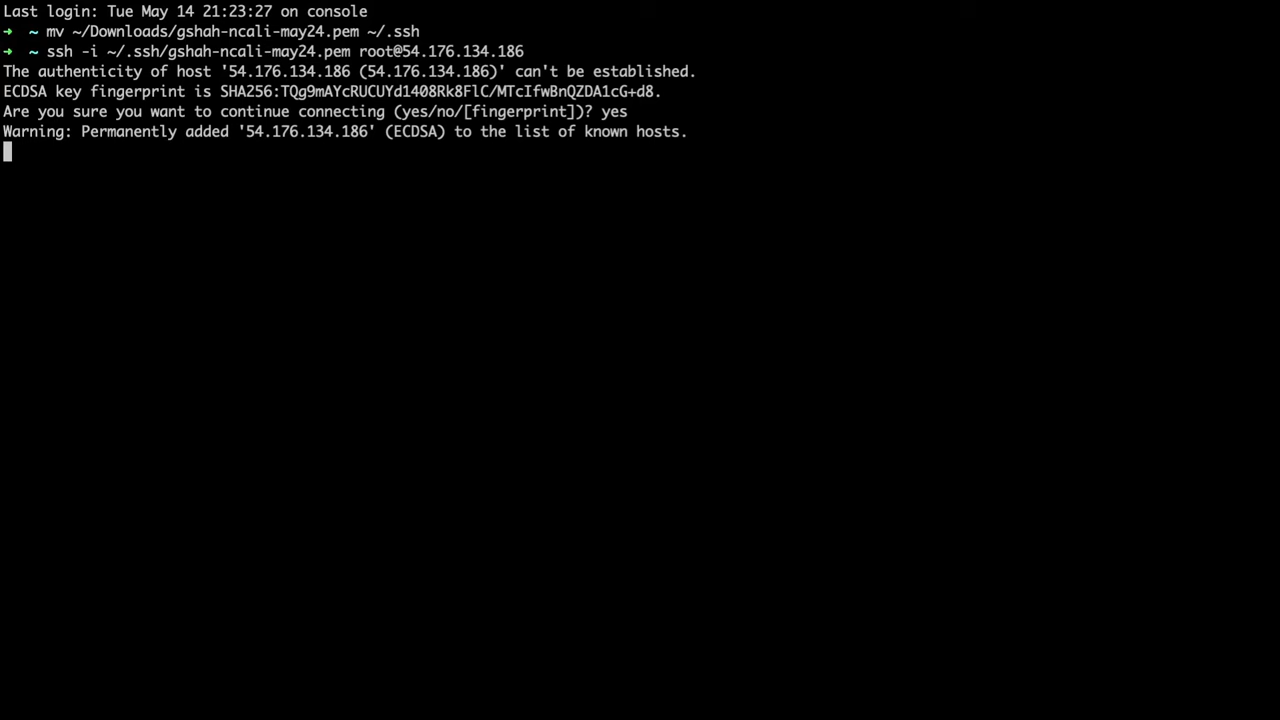 Last login: Tue May 14 21:23:27 on console
➜ ~ mv ~/Downloads/gshah-ncali-may24.pem ~/.ssh
➜ ~ ssh -i ~/.ssh/gshah-ncali-may24.pem root@54.176.134.186
The authenticity of host '54.176.134.186 (54.176.134.186)' can't be established.
ECDSA key fingerprint is SHA256:TQg9mAYcRUCUYd1408Rk8FlC/MTcIfwBnQZDA1cG+d8.
Are you sure you want to continue connecting (yes/no/[fingerprint])? yes
Warning: Permanently added '54.176.134.186' (ECDSA) to the list of known hosts.